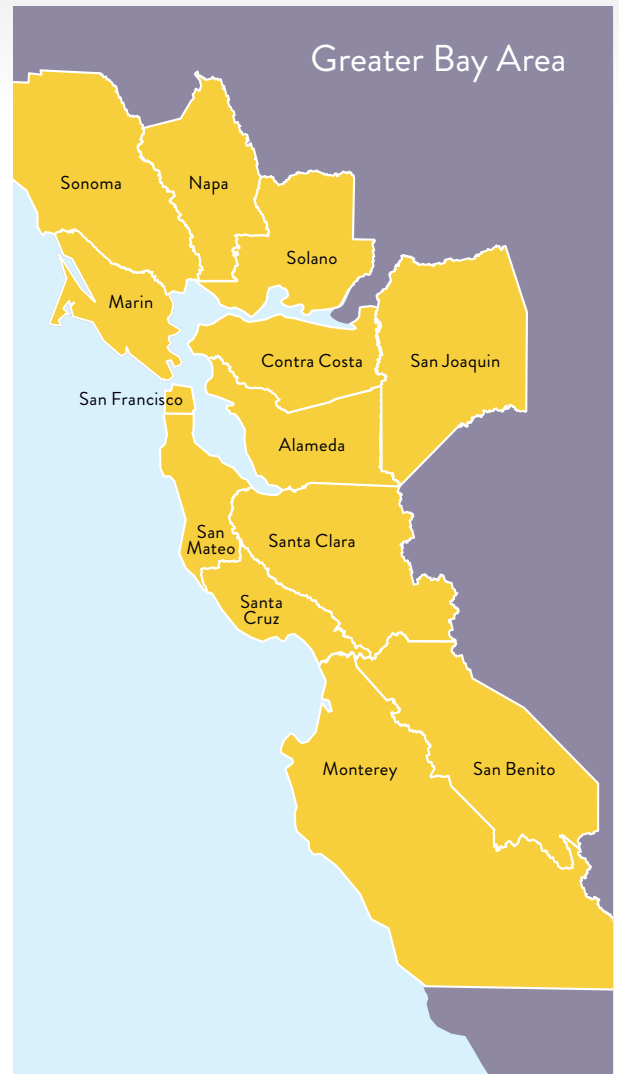 Greater Bay Area
Sonoma
Napa
Solano
Marin
Contra Costa
San Joaquin
San Francisco
Alameda
San
Mateo
Santa Clara
Santa
Cruz
Monterey
San Benito